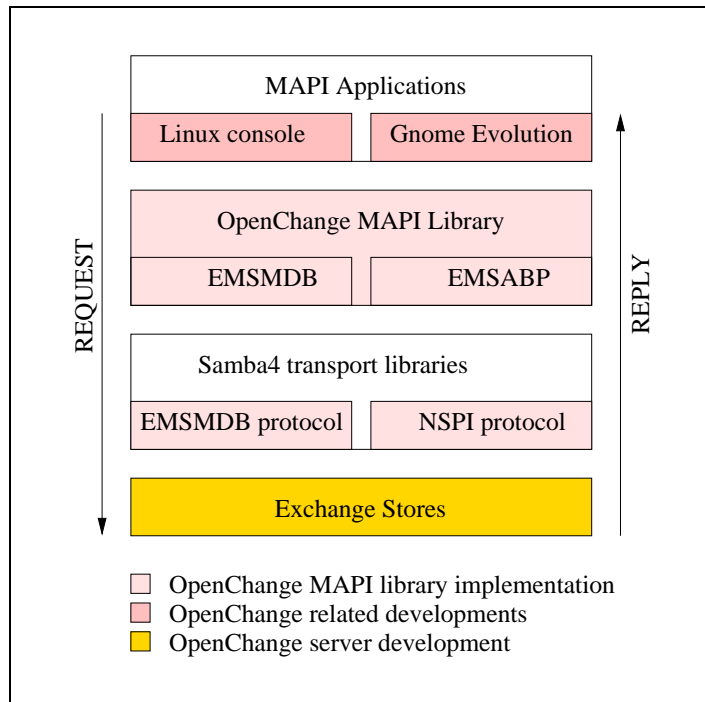 MAPI Applications
Linux console
Gnome Evolution
OpenChange MAPI Library
EMSMDB
EMSABP
REQUEST
REPLY
Samba4 transport libraries
EMSMDB protocol
NSPI protocol
Exchange Stores
OpenChange MAPI library implementation
OpenChange related developments
OpenChange server development